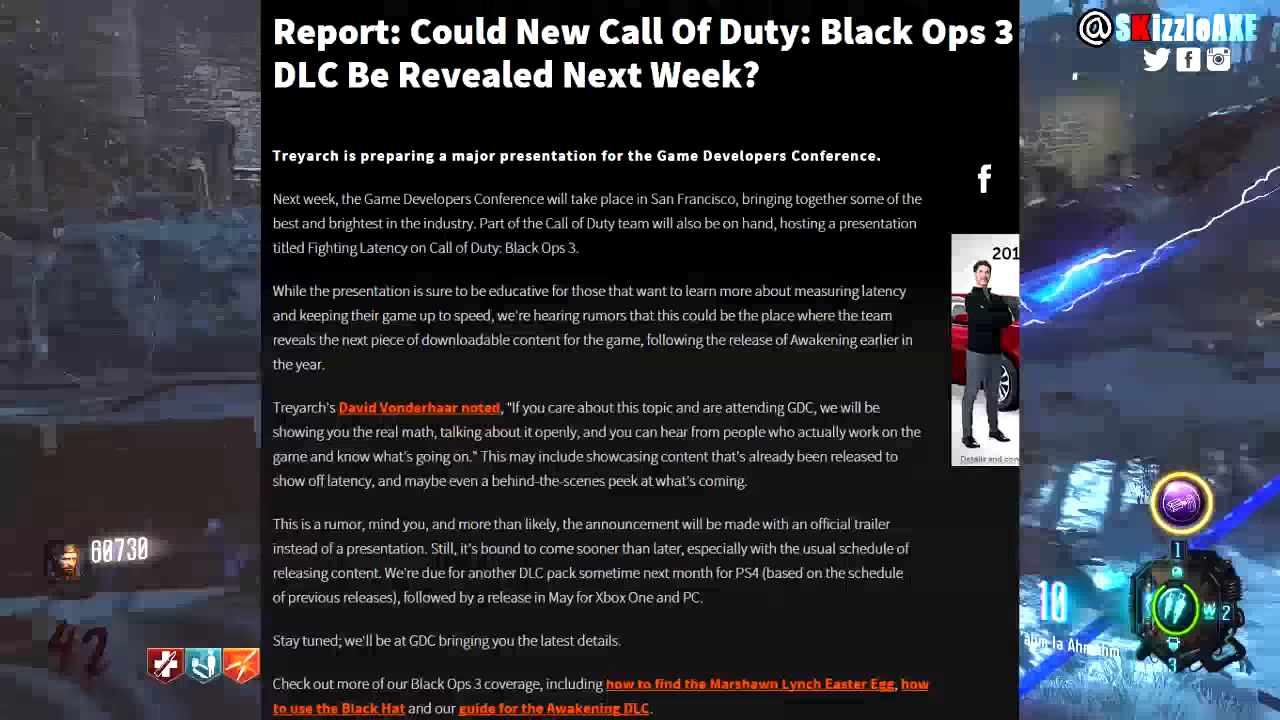 Report: Could New Call Of Duty: Black Ops 3
DLC Be Revealed Next Week?
@SKizzleAXE
Treyarch is preparing a major presentation for the Game Developers Conference.
Next week, the Game Developers Conference will take place in San Francisco, bringing together some of the
best and brightest in the industry. Part of the Call of Duty team will also be on hand, hosting a presentation
titled Fighting Latency on Call of Duty: Black Ops 3.
201
While the presentation is sure to be educative for those that want to learn more about measuring latency
and keeping their game up to speed, we're hearing rumors that this could be the place where the team
reveals the next piece of downloadable content for the game, following the release of Awakening earlier in
the year.
Treyarch's David Vonderhaar noted, "If you care about this topic and are attending GDC, we will be
showing you the real math, talking about it openly, and you can hear from people who actually work on the
game and know what's going on." This may include showcasing content that's already been released to
show off latency, and maybe even a behind-the-scenes peek at what's coming.
Details and con
This is a rumor, mind you, and more than likely, the announcement will be made with an official trailer
instead of a presentation. Still, it's bound to come sooner than later, especially with the usual schedule of
releasing content. We're due for another DLC pack sometime next month for PS4 (based on the schedule
of previous releases), followed by a release in May for Xbox One and PC.
60730
Stay tuned; we'll be at GDC bringing you the latest details.
Check out more of our Black Ops 3 coverage, including how to find the Marshawn Lynch Easter Egg, how
to use the Black Hat and our guide for the Awakening DLC.
42
10
1
2
3